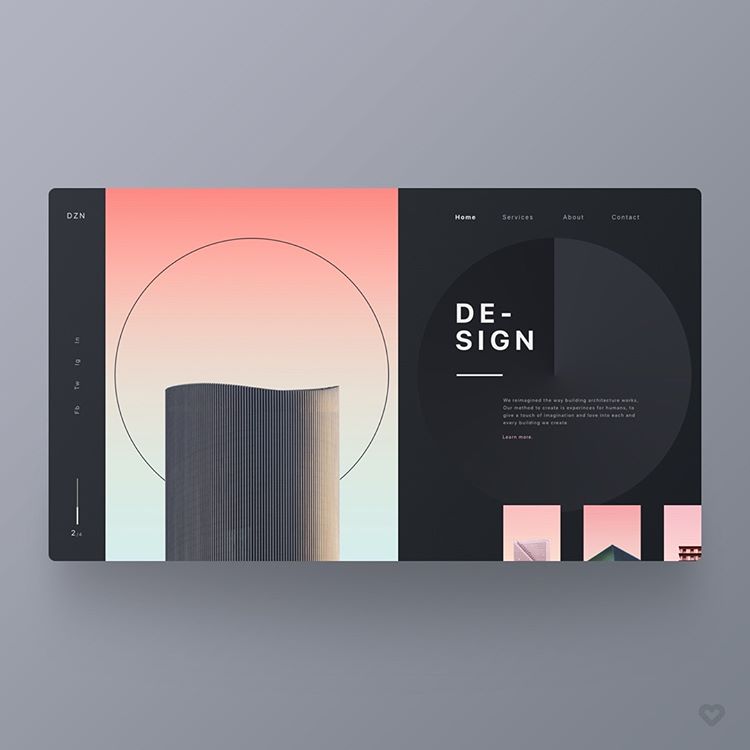 DZN
Home Services About Contact
DE-
SIGN
We reimagined the way building architecture works.
Our method to create is experinces for humans, to
give a touch of imagination and love into each and
every building we create.
Learn more.
In
Ig
Tw
Fb
2/4